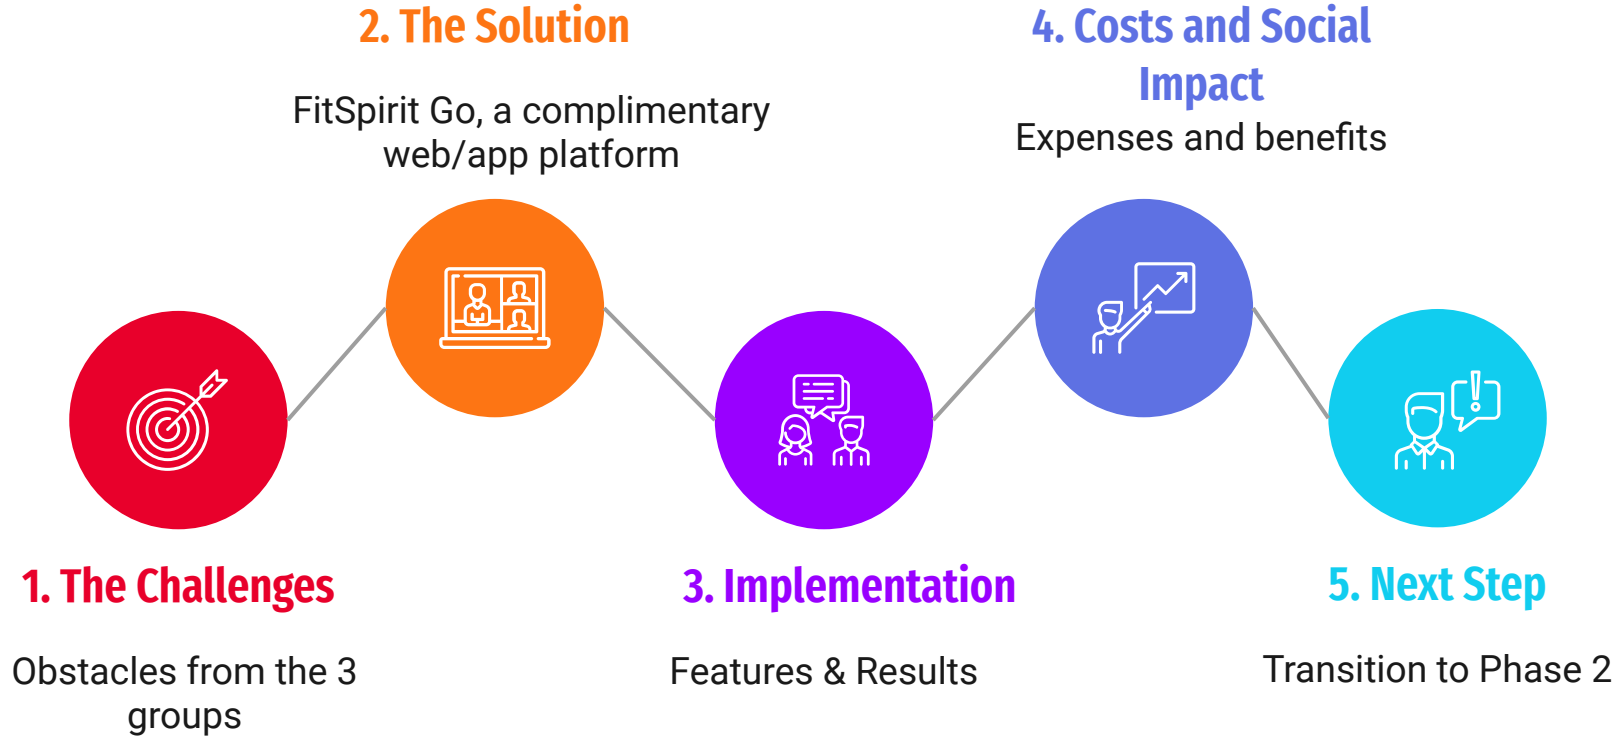 1. The Challenges
Obstacles from the 3
groups
2. The Solution
FitSpirit Go, a complimentary
web/app platform
3. Implementation
Features & Results
4. Costs and Social
Impact
Expenses and benefits
5. Next Step
Transition to Phase 2